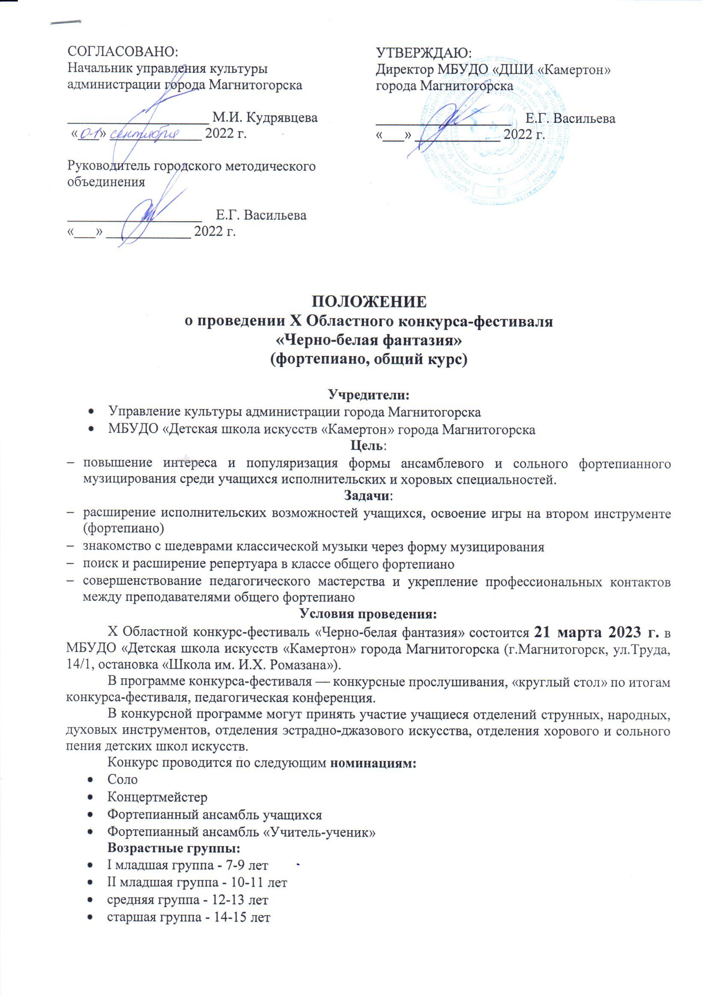 СОГЛАСОВАНО:
Начальник управления культуры
администрации города Магнитогорска
____________________ М.И. Кудрявцева
«01» сентября 2022 г.
Руководитель городского методического
объединения
___________________ Е.Г. Васильева
«___» ____________ 2022 г.
УТВЕРЖДАЮ:
Директор МБУДО «ДШИ «Камертон»
города Магнитогорска
___________________ Е.Г. Васильева
«___» ____________ 2022 г.
ПОЛОЖЕНИЕ
о проведении X Областного конкурса-фестиваля
«Черно-белая фантазия»
(фортепиано, общий курс)
Учредители:
• Управление культуры администрации города Магнитогорска
• МБУДО «Детская школа искусств «Камертон» города Магнитогорска
Цель:
– повышение интереса и популяризация формы ансамблевого и сольного фортепианного
музицирования среди учащихся исполнительских и хоровых специальностей.
Задачи:
– расширение исполнительских возможностей учащихся, освоение игры на втором инструменте
(фортепиано)
– знакомство с шедеврами классической музыки через форму музицирования
– поиск и расширение репертуара в классе общего фортепиано
– совершенствование педагогического мастерства и укрепление профессиональных контактов
между преподавателями общего фортепиано
Условия проведения:
X Областной конкурс-фестиваль «Черно-белая фантазия» состоится 21 марта 2023 г. в
МБУДО «Детская школа искусств «Камертон» города Магнитогорска (г.Магнитогорск, ул.Труда,
14/1, остановка «Школа им. И.Х. Ромазана»).
В программе конкурса-фестиваля — конкурсные прослушивания, «круглый стол» по итогам
конкурса-фестиваля, педагогическая конференция.
В конкурсной программе могут принять участие учащиеся отделений струнных, народных,
духовых инструментов, отделения эстрадно-джазового искусства, отделения хорового и сольного
пения детских школ искусств.
Конкурс проводится по следующим номинациям:
• Соло
• Концертмейстер
• Фортепианный ансамбль учащихся
• Фортепианный ансамбль «Учитель-ученик»
Возрастные группы:
• I младшая группа - 7-9 лет
• II младшая группа - 10-11 лет
• средняя группа - 12-13 лет
• старшая группа - 14-15 лет